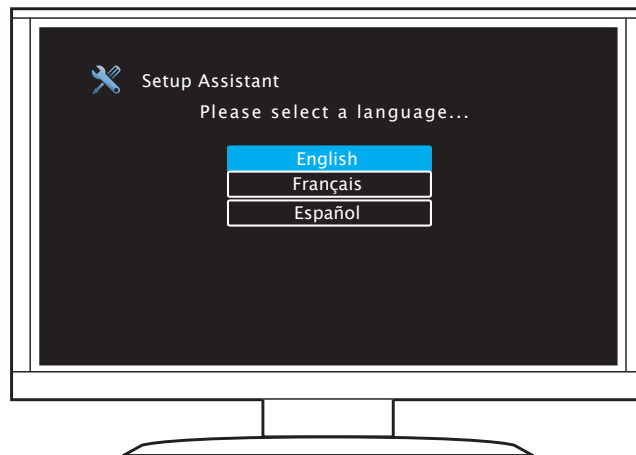 Setup Assistant
Please select a language...
English
Français
Español